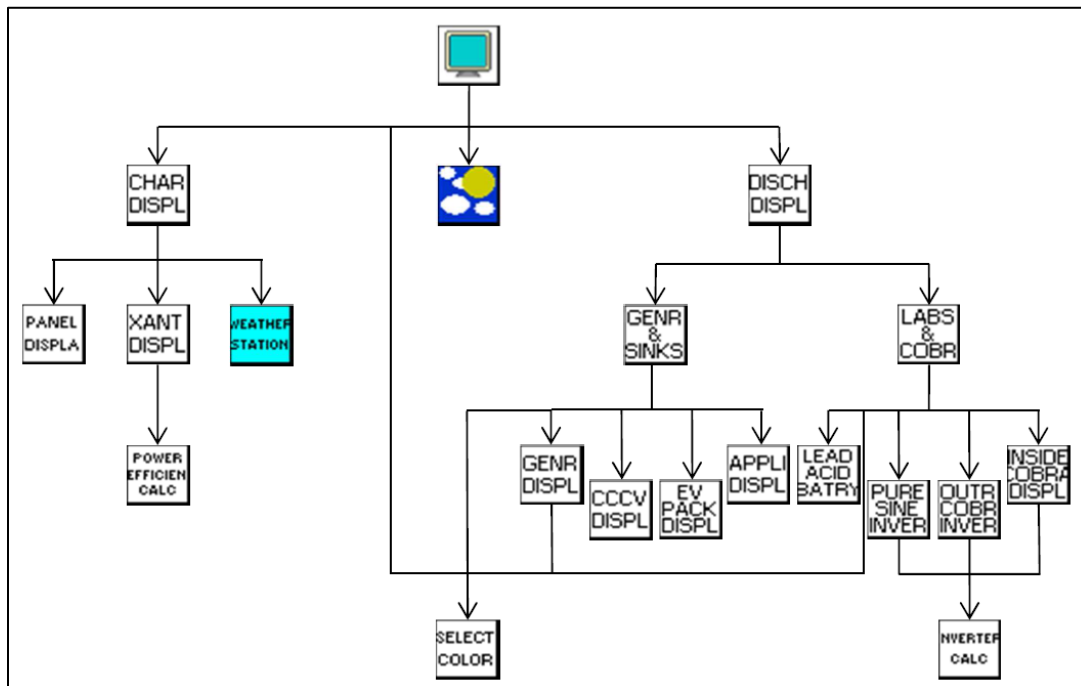 CHAR
DISPL
DISCH
DISPL
PANEL
DISPLA
XANT
DISPL
WEATHER
STATION
GENR
&
SINKS
LABS
&
COBR
POWER
EFFICIEN
CALC
GENR
DISPL
CCCV
DISPL
EV
PACK
DISPL
APPLI
DISPL
LEAD
ACID
BATRY
PURE
SINE
INVER
OUTR
COBR
INVER
INSIDE
COBRA
DISPL
SELECT
COLOR
NVERTER
CALC